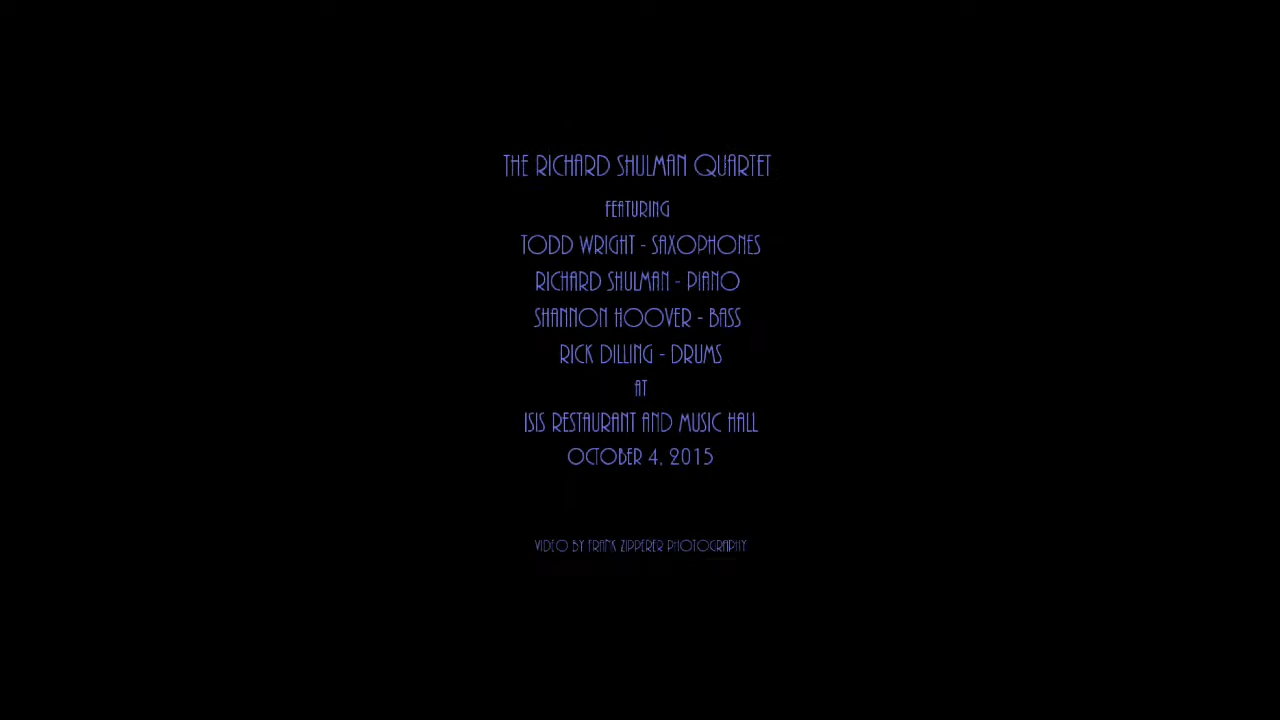 THE RICHARD SHULMAN QUARTET
FEATURING
TODD WRIGHT - SAXOPHONES
RICHARD SHULMAN - PIANO
SHANNON HOOVER - BASS
RICK DILLING - DRUMS
AT
ISIS RESTAURANT AND MUSIC HALL
OCTOBER 4, 2015
VIDEO BY FRANK ZIPPERER PHOTOGRAPHY